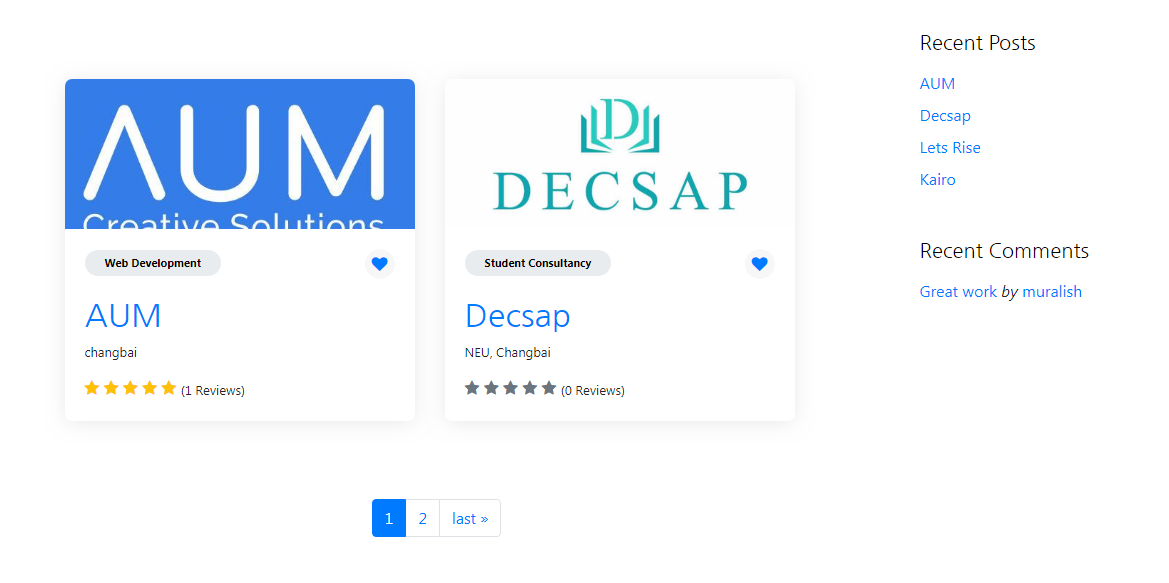 AUM
Creative Solutions
Web Development
AUM
changbai
(1 Reviews)
D
DECSAP
Student Consultancy
Decsap
NEU, Changbai
(0 Reviews)
1 2 last »
Recent Posts
AUM
Decsap
Lets Rise
Kairo
Recent Comments
Great work by muralish